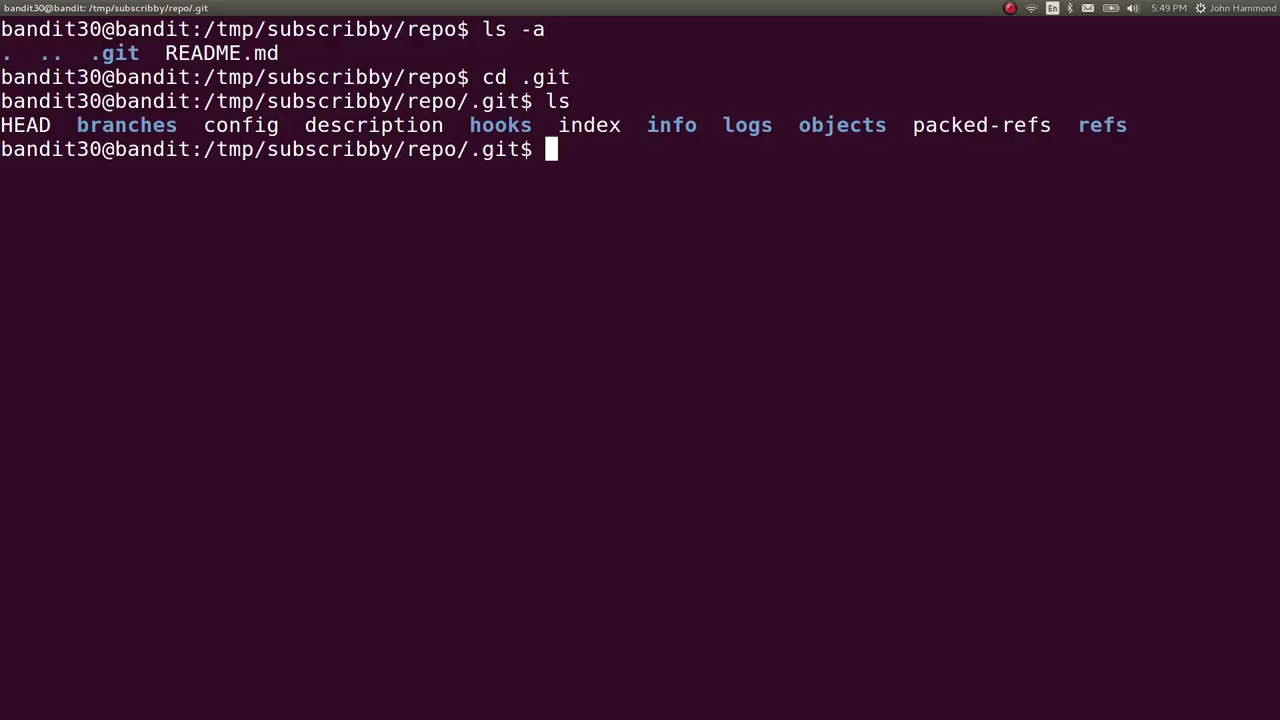 bandit30@bandit: /tmp/subscribby/repo/.git En 5:49 PM John Hammond
bandit30@bandit:/tmp/subscribby/repo$ ls -a
. .. .git README.md
bandit30@bandit:/tmp/subscribby/repo$ cd .git
bandit30@bandit:/tmp/subscribby/repo/.git$ ls
HEAD branches config description hooks index info logs objects packed-refs refs
bandit30@bandit:/tmp/subscribby/repo/.git$